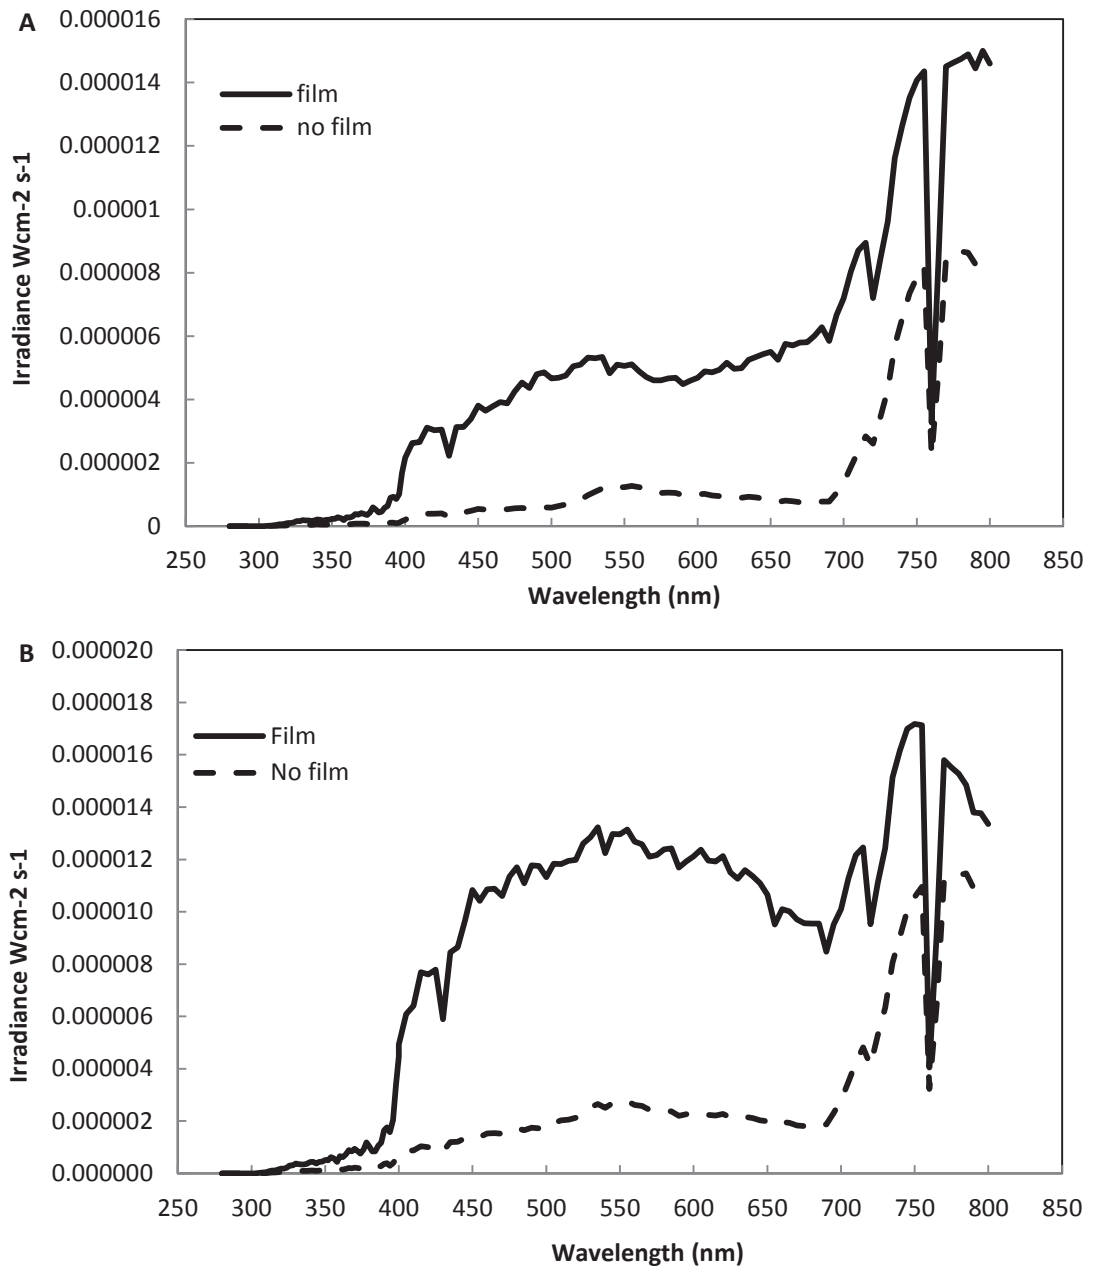 A
0.000016
0.000014
0.000012
0.00001
0.000008
0.000006
0.000004
0.000002
0
Irradiance Wcm-2 s-1
film
no film
250 300 350 400 450 500 550 600 650 700 750 800 850
Wavelength (nm)
B
0.000020
0.000018
0.000016
0.000014
0.000012
0.000010
0.000008
0.000006
0.000004
0.000002
0.000000
Irradiance Wcm-2 s-1
Film
No film
250 300 350 400 450 500 550 600 650 700 750 800 850
Wavelength (nm)